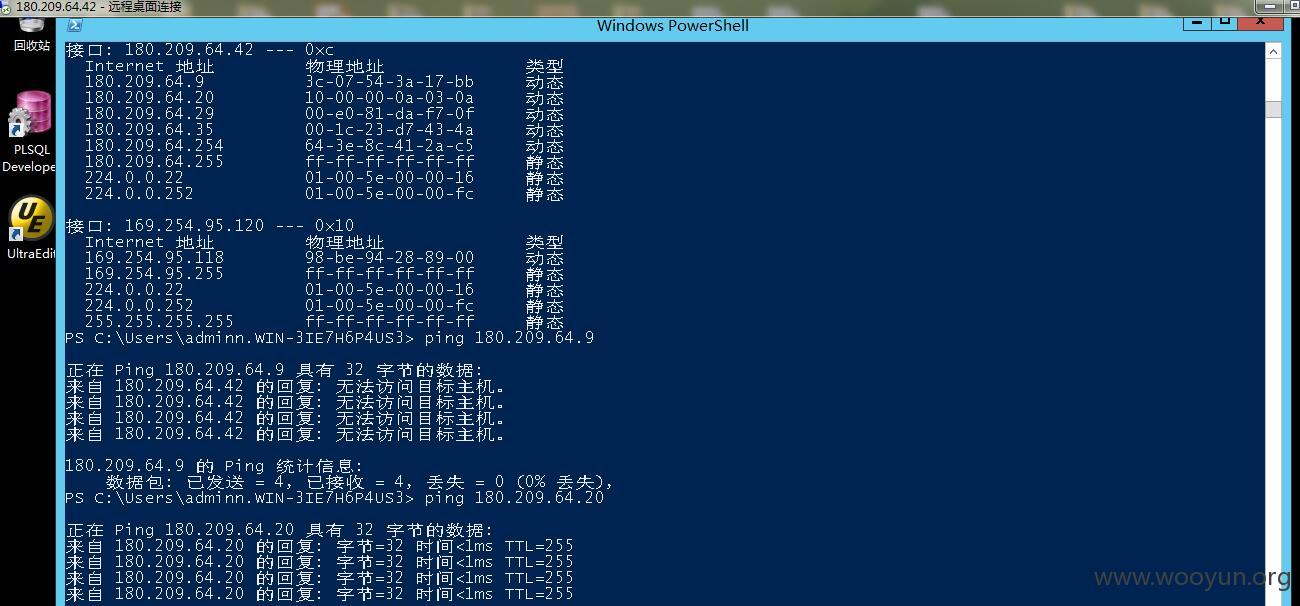 180.209.64.42 - 远程桌面连接
Windows PowerShell
回收站
PLSQL
Develope
UltraEdit
接口: 180.209.64.42 --- 0xc
Internet 地址 物理地址 类型
180.209.64.9 3c-07-54-3a-17-bb 动态
180.209.64.20 10-00-00-0a-03-0a 动态
180.209.64.29 00-e0-81-da-f7-0f 动态
180.209.64.35 00-1c-23-d7-43-4a 动态
180.209.64.254 64-3e-8c-41-2a-c5 动态
180.209.64.255 ff-ff-ff-ff-ff-ff 静态
224.0.0.22 01-00-5e-00-00-16 静态
224.0.0.252 01-00-5e-00-00-fc 静态
接口: 169.254.95.120 --- 0x10
Internet 地址 物理地址 类型
169.254.95.118 98-be-94-28-89-00 动态
169.254.95.255 ff-ff-ff-ff-ff-ff 静态
224.0.0.22 01-00-5e-00-00-16 静态
224.0.0.252 01-00-5e-00-00-fc 静态
255.255.255.255 ff-ff-ff-ff-ff-ff 静态
PS C:\Users\adminn.WIN-3IE7H6P4US3> ping 180.209.64.9
正在 Ping 180.209.64.9 具有 32 字节的数据:
来自 180.209.64.42 的回复: 无法访问目标主机。
来自 180.209.64.42 的回复: 无法访问目标主机。
来自 180.209.64.42 的回复: 无法访问目标主机。
来自 180.209.64.42 的回复: 无法访问目标主机。
180.209.64.9 的 Ping 统计信息:
数据包: 已发送 = 4, 已接收 = 4, 丢失 = 0 (0% 丢失),
PS C:\Users\adminn.WIN-3IE7H6P4US3> ping 180.209.64.20
正在 Ping 180.209.64.20 具有 32 字节的数据:
来自 180.209.64.20 的回复: 字节=32 时间<1ms TTL=255
来自 180.209.64.20 的回复: 字节=32 时间<1ms TTL=255
来自 180.209.64.20 的回复: 字节=32 时间<1ms TTL=255
来自 180.209.64.20 的回复: 字节=32 时间<1ms TTL=255
www.wooyun.org